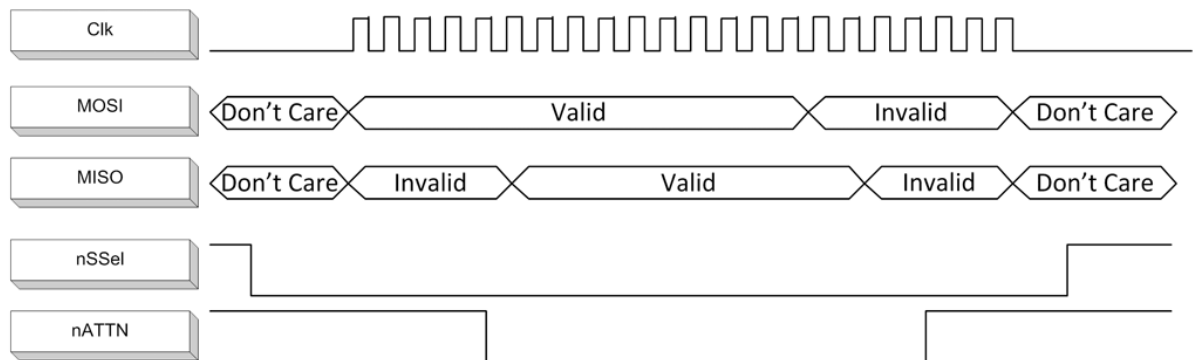 Clk
MOSI
Don't Care Valid Invalid Don't Care
MISO
Don't Care Invalid Valid Invalid Don't Care
nSSel
nATTN